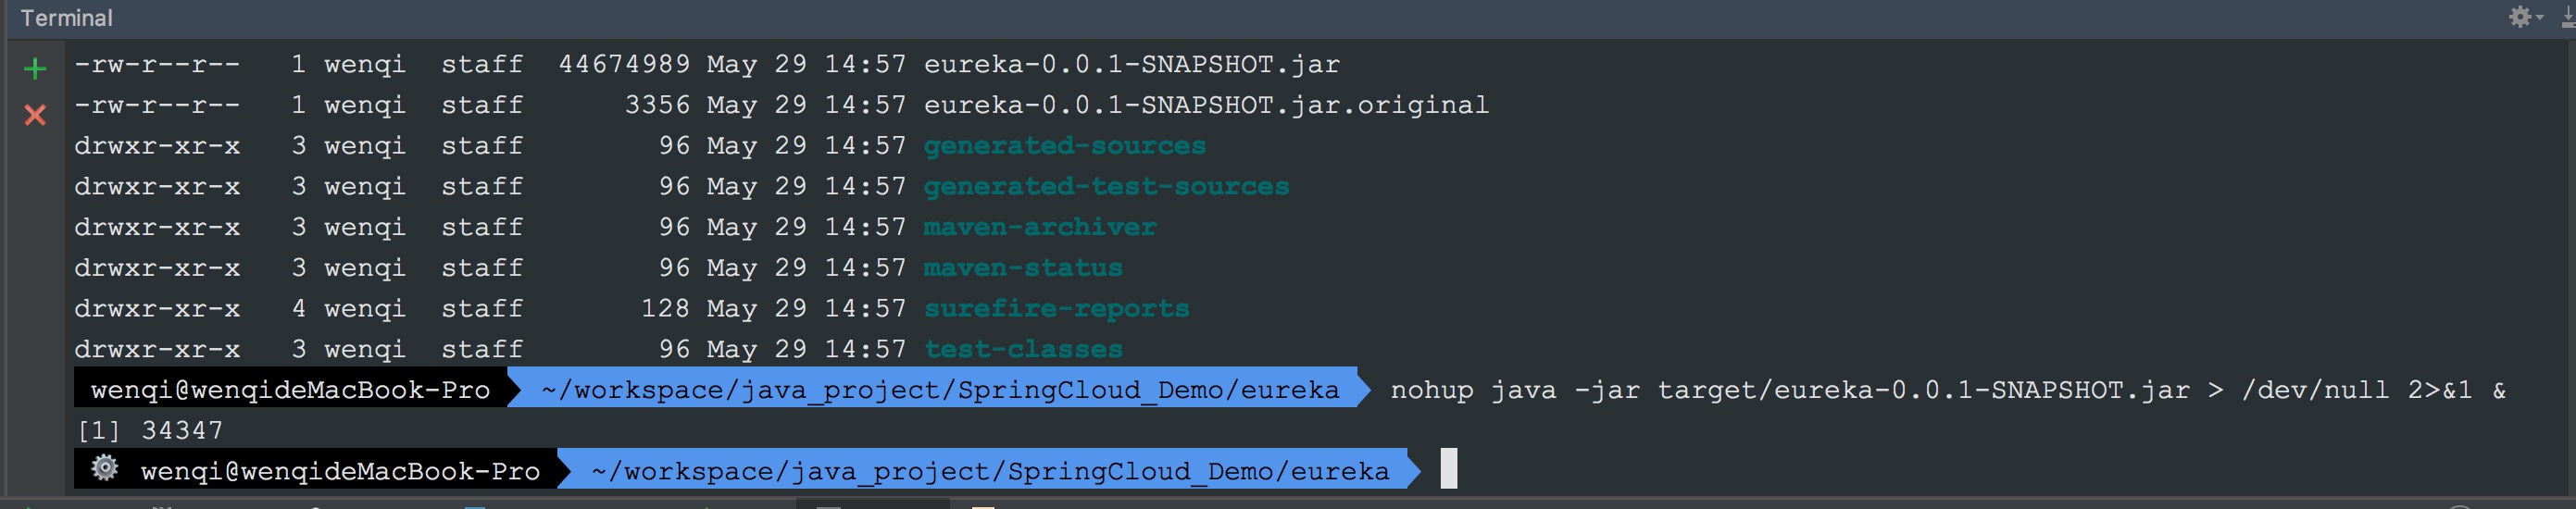 Terminal
-rw-r--r--   1 wenqi  staff  44674989 May 29 14:57 eureka-0.0.1-SNAPSHOT.jar
-rw-r--r--   1 wenqi  staff      3356 May 29 14:57 eureka-0.0.1-SNAPSHOT.jar.original
drwxr-xr-x   3 wenqi  staff        96 May 29 14:57 generated-sources
drwxr-xr-x   3 wenqi  staff        96 May 29 14:57 generated-test-sources
drwxr-xr-x   3 wenqi  staff        96 May 29 14:57 maven-archiver
drwxr-xr-x   3 wenqi  staff        96 May 29 14:57 maven-status
drwxr-xr-x   4 wenqi  staff       128 May 29 14:57 surefire-reports
drwxr-xr-x   3 wenqi  staff        96 May 29 14:57 test-classes
wenqi@wenqideMacBook-Pro ~/workspace/java_project/SpringCloud_Demo/eureka nohup java -jar target/eureka-0.0.1-SNAPSHOT.jar > /dev/null 2>&1 &
[1] 34347
wenqi@wenqideMacBook-Pro ~/workspace/java_project/SpringCloud_Demo/eureka